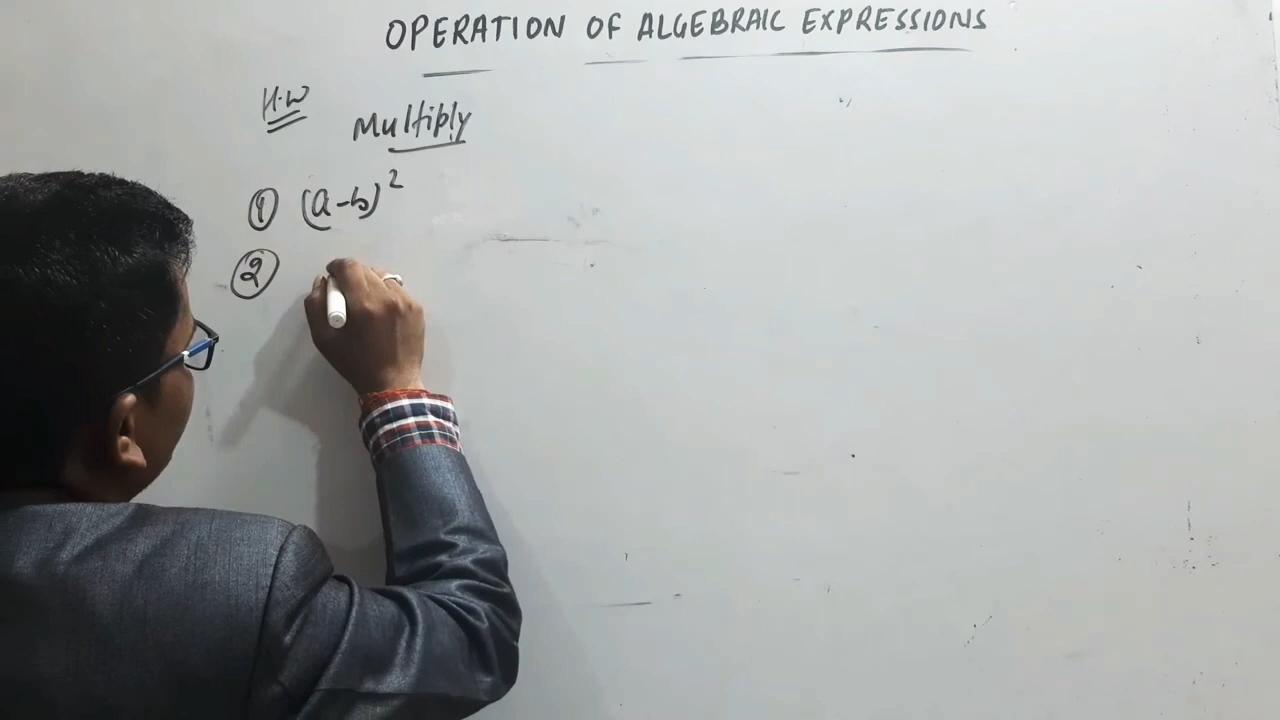 OPERATION OF ALGEBRAIC EXPRESSIONS
H.W
Multiply
① (a-b)²
②